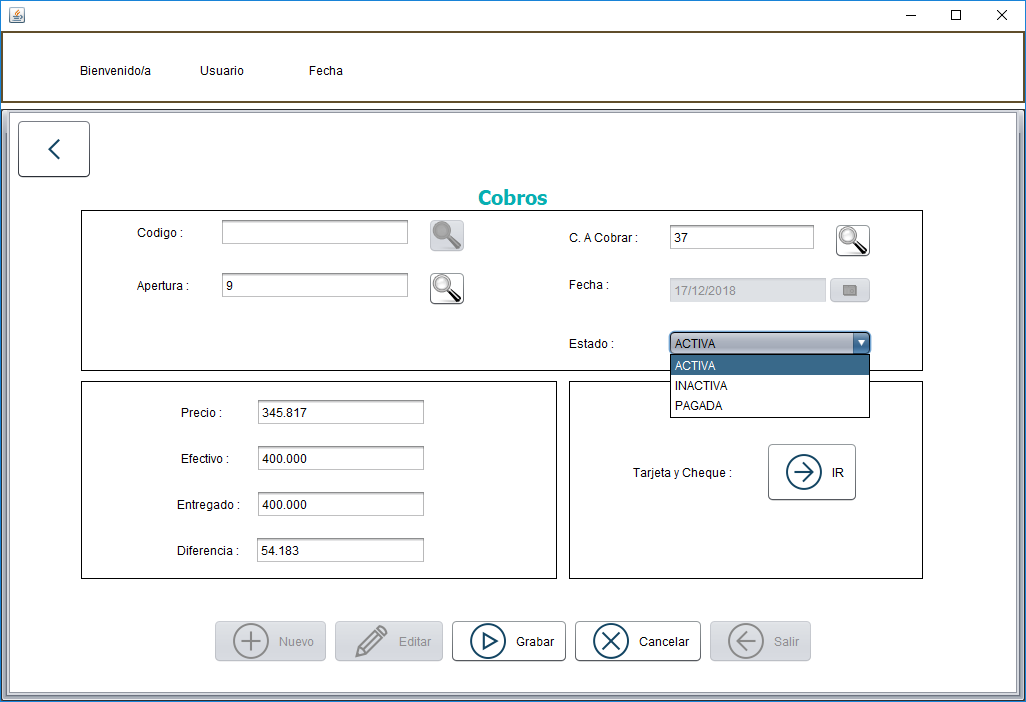 Bienvenido/a Usuario Fecha
Cobros
Codigo :
C. A Cobrar : 37
Apertura : 9
Fecha : 17/12/2018
Estado : ACTIVA
ACTIVA
INACTIVA
PAGADA
Precio : 345.817
Efectivo : 400.000
Entregado : 400.000
Diferencia : 54.183
Tarjeta y Cheque : IR
Nuevo Editar Grabar Cancelar Salir